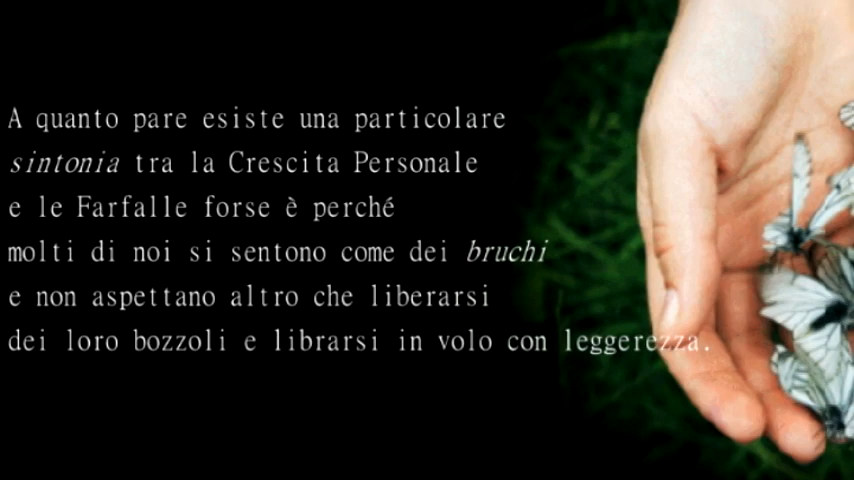 A quanto pare esiste una particolare
sintonia tra la Crescita Personale
e le Farfalle forse è perché
molti di noi si sentono come dei bruchi
e non aspettano altro che liberarsi
dei loro bozzoli e librarsi in volo con leggerezza.